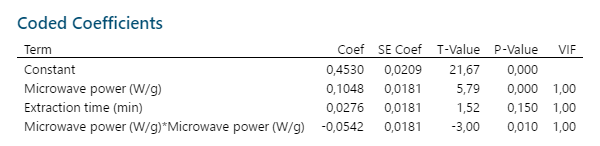 Coded Coefficients
Term Coef SE Coef T-Value P-Value VIF
Constant 0,4530 0,0209 21,67 0,000
Microwave power (W/g) 0,1048 0,0181 5,79 0,000 1,00
Extraction time (min) 0,0276 0,0181 1,52 0,150 1,00
Microwave power (W/g)*Microwave power (W/g) -0,0542 0,0181 -3,00 0,010 1,00